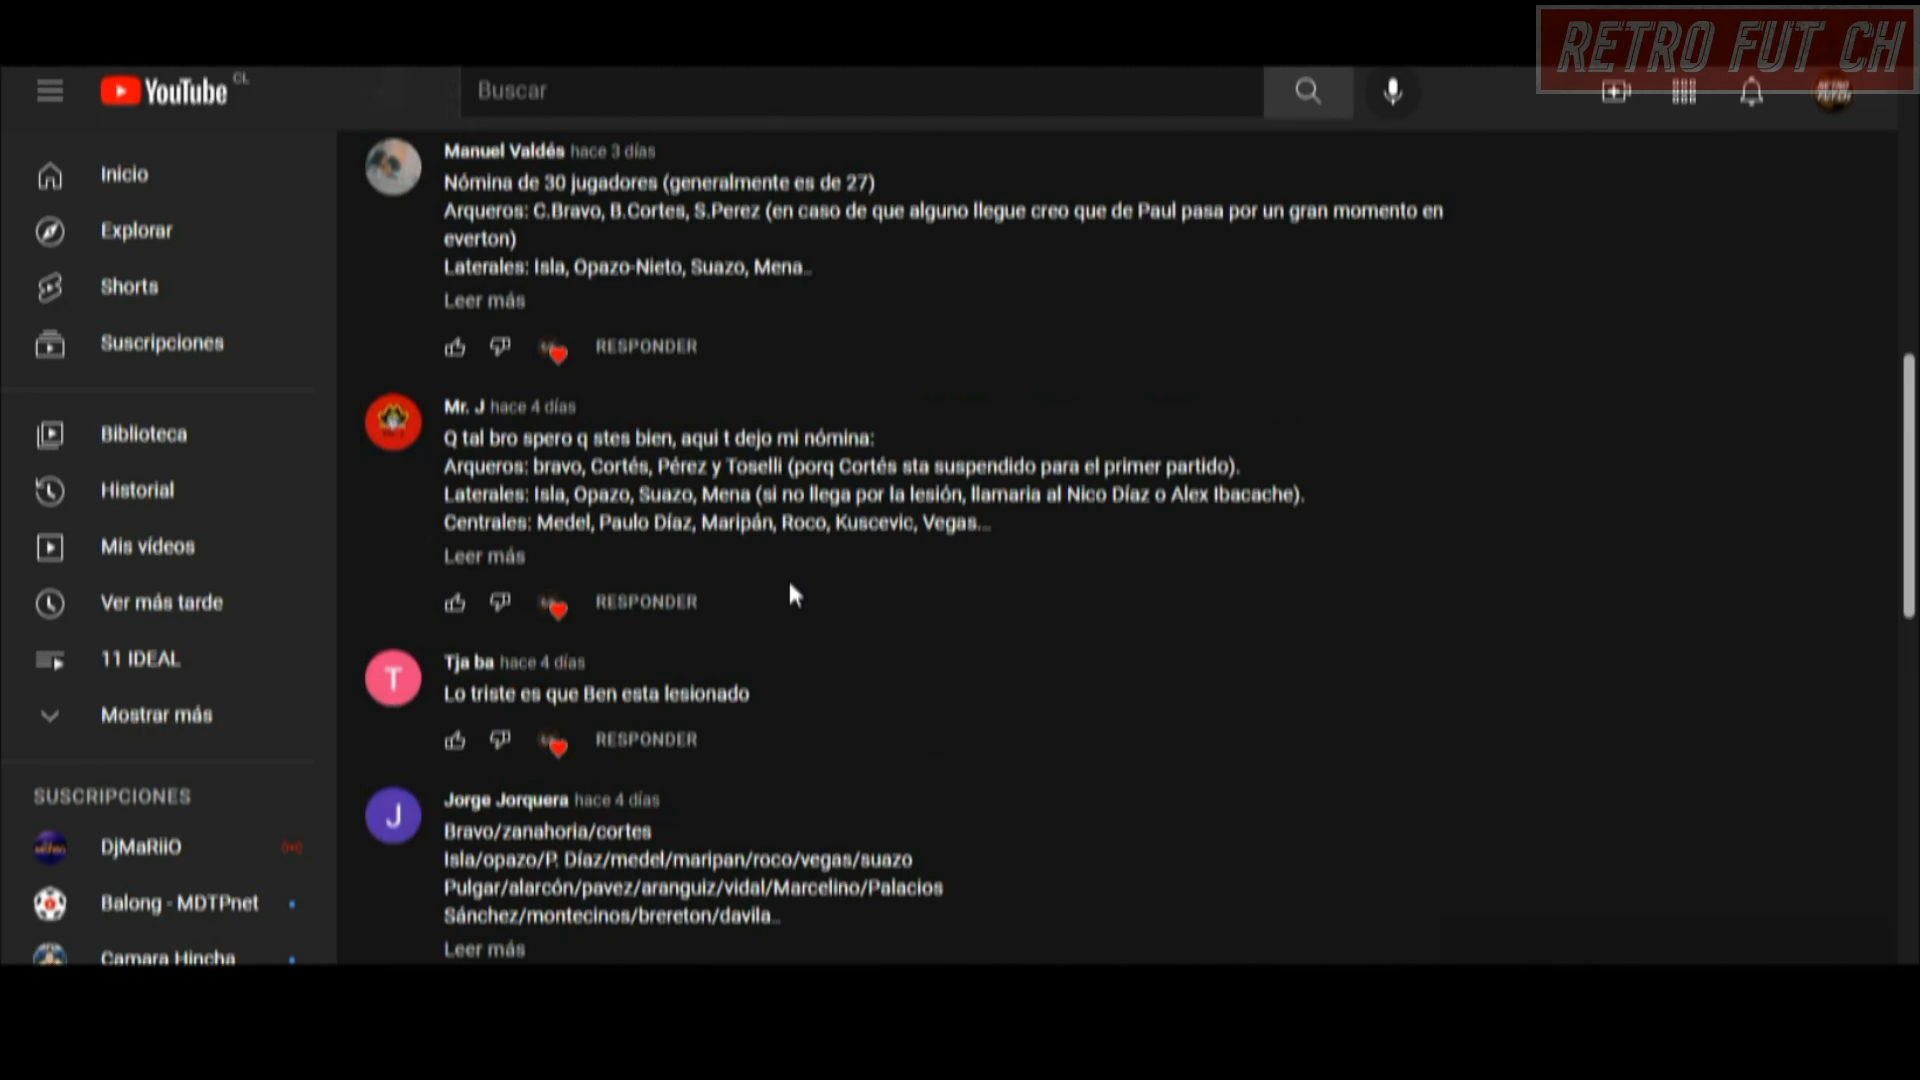 RETRO FUT CH
YouTube CL
Buscar
Inicio
Explorar
Shorts
Suscripciones
Biblioteca
Historial
Mis vídeos
Ver más tarde
11 IDEAL
Mostrar más
SUSCRIPCIONES
DjMaRiiO
Balong - MDTPnet
Camara Hincha
Manuel Valdés hace 3 días
Nómina de 30 jugadores (generalmente es de 27)
Arqueros: C.Bravo, B.Cortes, S.Perez (en caso de que alguno llegue creo que de Paul pasa por un gran momento en
everton)
Laterales: Isla, Opazo-Nieto, Suazo, Mena...
Leer más
RESPONDER
Mr. J hace 4 días
Q tal bro spero q stes bien, aqui t dejo mi nómina:
Arqueros: bravo, Cortés, Pérez y Toselli (porq Cortés sta suspendido para el primer partido).
Laterales: Isla, Opazo, Suazo, Mena (si no llega por la lesión, llamaria al Nico Díaz o Alex Ibacache).
Centrales: Medel, Paulo Díaz, Maripán, Roco, Kuscevic, Vegas...
Leer más
RESPONDER
T
Tja ba hace 4 días
Lo triste es que Ben esta lesionado
RESPONDER
J
Jorge Jorquera hace 4 días
Bravo/zanahoria/cortes
Isla/opazo/P. Díaz/medel/maripan/roco/vegas/suazo
Pulgar/alarcón/pavez/aranguiz/vidal/Marcelino/Palacios
Sánchez/montecinos/brereton/davila...
Leer más